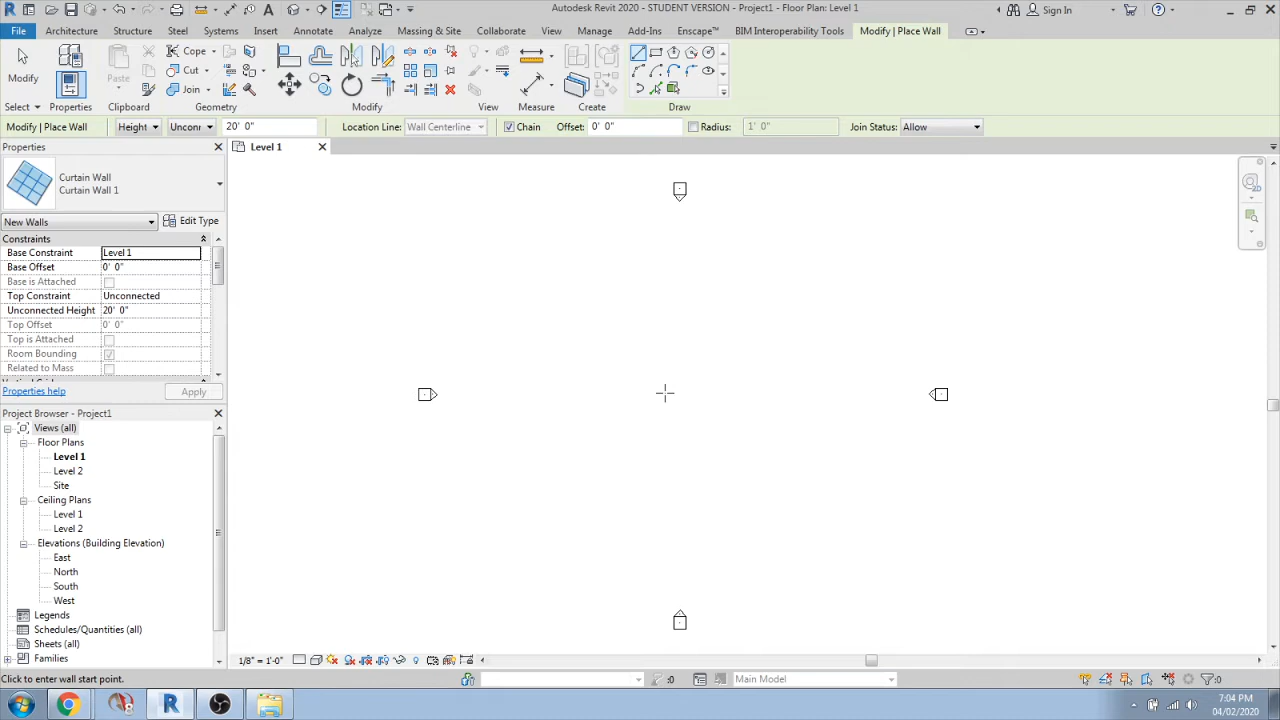 Autodesk Revit 2020 - STUDENT VERSION - Project1 - Floor Plan: Level 1
Sign In
File Architecture Structure Steel Systems Insert Annotate Analyze Massing & Site Collaborate View Manage Add-Ins Enscape™ BIM Interoperability Tools Modify | Place Wall
Modify
Paste
Cope
Cut
Join
Select Properties Clipboard Geometry Modify View Measure Create Draw
Modify | Place Wall Height Unconr 20' 0" Location Line: Wall Centerline Chain Offset: 0' 0" Radius: 1' 0" Join Status: Allow
Properties
Level 1
Curtain Wall
Curtain Wall 1
New Walls Edit Type
Constraints
Base Constraint Level 1
Base Offset 0' 0"
Base is Attached
Top Constraint Unconnected
Unconnected Height 20' 0"
Top Offset 0' 0"
Top is Attached
Room Bounding
Related to Mass
Properties help Apply
Project Browser - Project1
Views (all)
Floor Plans
Level 1
Level 2
Site
Ceiling Plans
Level 1
Level 2
Elevations (Building Elevation)
East
North
South
West
Legends
Schedules/Quantities (all)
Sheets (all)
Families
1/8" = 1'-0"
Click to enter wall start point.
:0
Main Model
:0
7:04 PM
04/02/2020